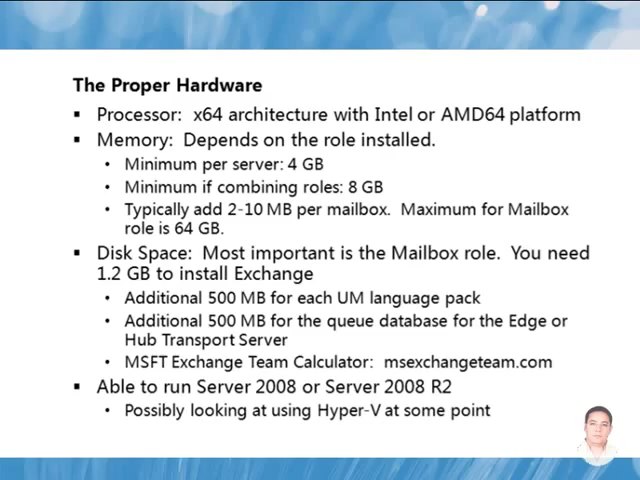 The Proper Hardware
▪ Processor: x64 architecture with Intel or AMD64 platform
▪ Memory: Depends on the role installed.
• Minimum per server: 4 GB
• Minimum if combining roles: 8 GB
• Typically add 2-10 MB per mailbox. Maximum for Mailbox
role is 64 GB.
▪ Disk Space: Most important is the Mailbox role. You need
1.2 GB to install Exchange
• Additional 500 MB for each UM language pack
• Additional 500 MB for the queue database for the Edge or
Hub Transport Server
• MSFT Exchange Team Calculator: msexchangeteam.com
▪ Able to run Server 2008 or Server 2008 R2
• Possibly looking at using Hyper-V at some point